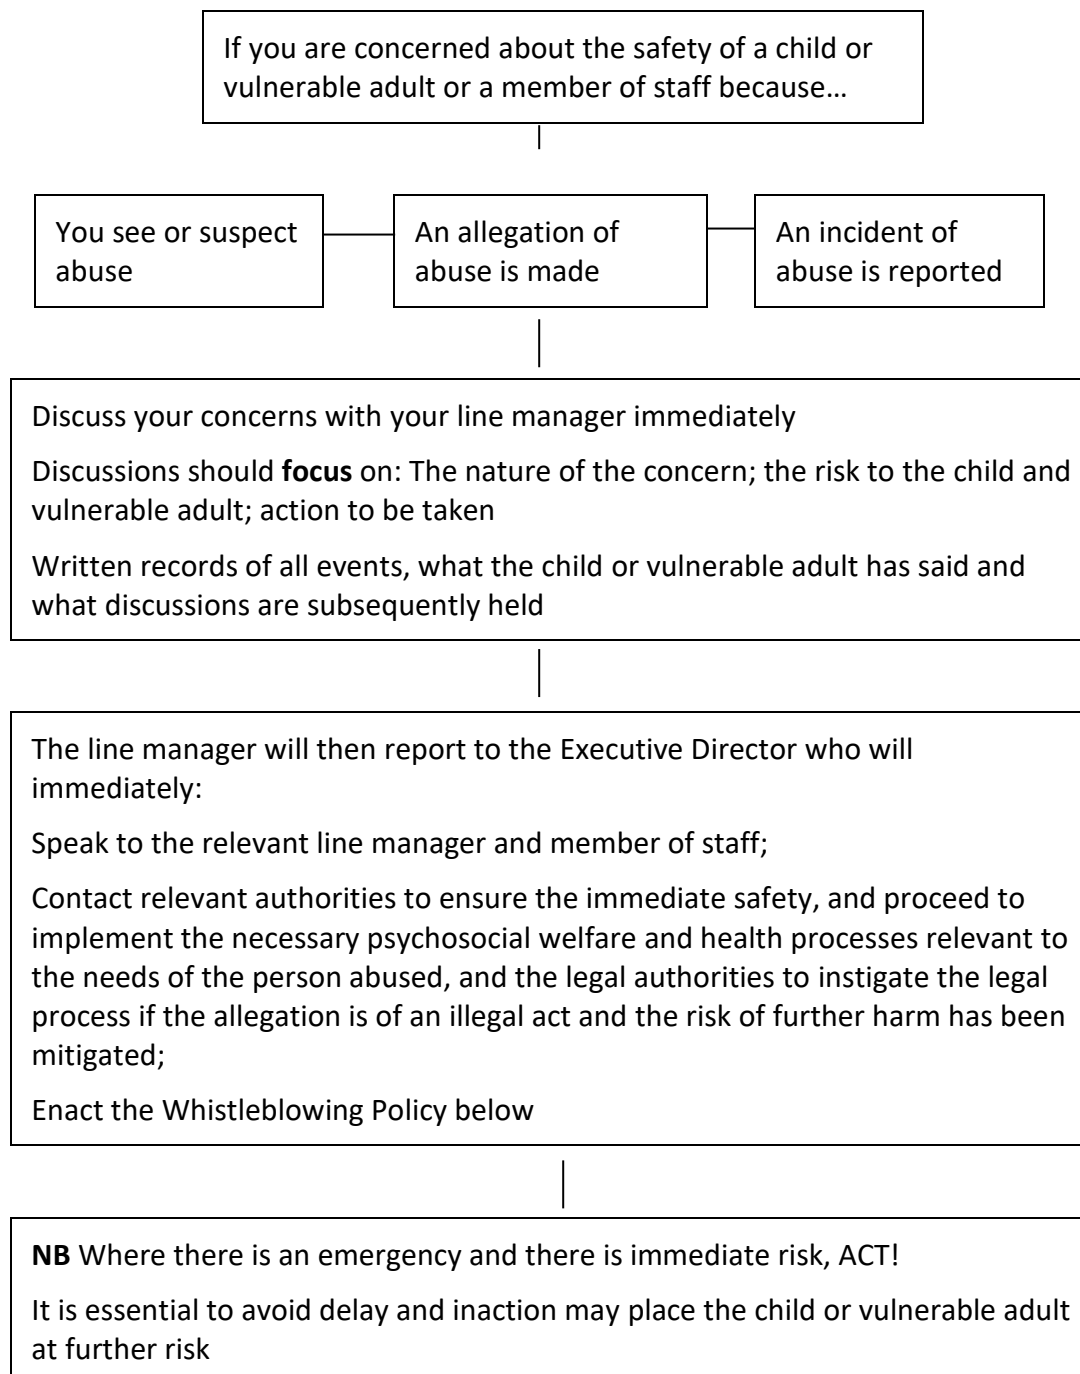 If you are concerned about the safety of a child or
vulnerable adult or a member of staff because…
You see or suspect
abuse
An allegation of
abuse is made
An incident of
abuse is reported
Discuss your concerns with your line manager immediately
Discussions should focus on: The nature of the concern; the risk to the child and
vulnerable adult; action to be taken
Written records of all events, what the child or vulnerable adult has said and
what discussions are subsequently held
The line manager will then report to the Executive Director who will
immediately:
Speak to the relevant line manager and member of staff;
Contact relevant authorities to ensure the immediate safety, and proceed to
implement the necessary psychosocial welfare and health processes relevant to
the needs of the person abused, and the legal authorities to instigate the legal
process if the allegation is of an illegal act and the risk of further harm has been
mitigated;
Enact the Whistleblowing Policy below
NB Where there is an emergency and there is immediate risk, ACT!
It is essential to avoid delay and inaction may place the child or vulnerable adult
at further risk